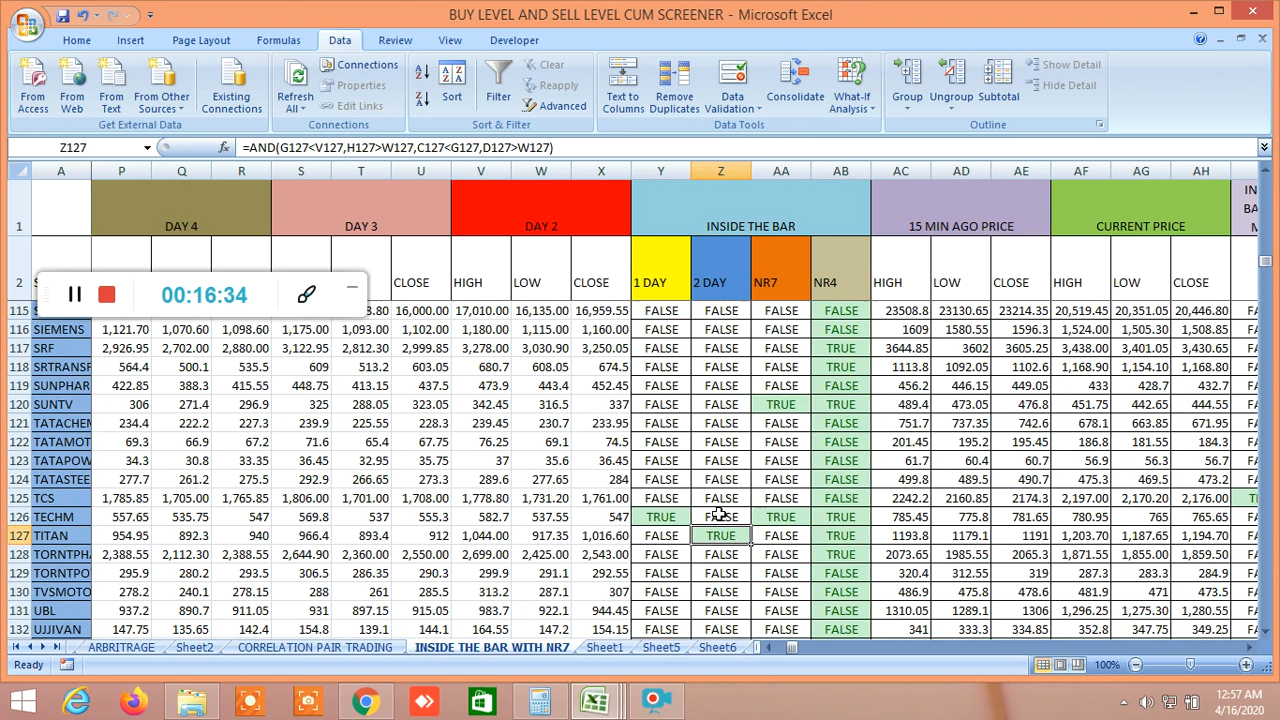 BUY LEVEL AND SELL LEVEL CUM SCREENER - Microsoft Excel
Home Insert Page Layout Formulas Data Review View Developer
From Access From Web From Text From Other Sources Existing Connections Refresh All Connections Properties Edit Links Sort Filter Clear Reapply Advanced Text to Columns Remove Duplicates Data Validation Consolidate What-If Analysis Group Ungroup Subtotal Show Detail Hide Detail
Get External Data Connections Sort & Filter Data Tools Outline
Z127 fx =AND(G127<V127,H127>W127,C127<G127,D127>W127)
A P Q R S T U V W X Y Z AA AB AC AD AE AF AG AH
1 DAY 4 DAY 3 DAY 2 INSIDE THE BAR 15 MIN AGO PRICE CURRENT PRICE
2 CLOSE HIGH LOW CLOSE 1 DAY 2 DAY NR7 NR4 HIGH LOW CLOSE HIGH LOW CLOSE
00:16:34
115 16,000.00 17,010.00 16,135.00 16,959.55 FALSE FALSE FALSE FALSE 23508.8 23130.65 23214.35 20,519.45 20,351.05 20,446.80
116 SIEMENS 1,121.70 1,070.60 1,098.60 1,175.00 1,093.00 1,102.00 1,180.00 1,115.00 1,160.00 FALSE FALSE FALSE FALSE 1609 1580.55 1596.3 1,524.00 1,505.30 1,508.85
117 SRF 2,926.95 2,702.00 2,880.00 3,122.95 2,812.30 2,999.85 3,278.00 3,030.90 3,250.05 FALSE FALSE FALSE TRUE 3644.85 3602 3605.25 3,438.00 3,401.05 3,430.65
118 SRTRANSF 564.4 500.1 535.5 609 513.2 603.05 680.7 608.05 674.5 FALSE FALSE FALSE TRUE 1113.8 1092.05 1102.6 1,168.90 1,154.10 1,168.80
119 SUNPHAR 422.85 388.3 415.55 448.75 413.15 437.5 473.9 443.4 452.45 FALSE FALSE FALSE FALSE 456.2 446.15 449.05 433 428.7 432.7
120 SUNTV 306 271.4 296.9 325 288.05 323.05 342.45 316.5 337 FALSE FALSE TRUE TRUE 489.4 473.05 476.8 451.75 442.65 444.55
121 TATACHEM 234.4 222.2 227.3 239.9 225.55 228.3 239.45 230.7 233.95 FALSE FALSE FALSE FALSE 751.7 737.35 742.6 678.1 663.85 671.95
122 TATAMOT 69.3 66.9 67.2 71.6 65.4 67.75 76.25 69.1 74.5 FALSE FALSE FALSE FALSE 201.45 195.2 195.45 186.8 181.55 184.3
123 TATAPOW 34.3 30.8 33.35 36.45 32.95 35.75 37 35.6 36.45 FALSE FALSE FALSE FALSE 61.7 60.4 60.7 56.9 56.3 56.7
124 TATASTEE 277.7 261.2 275.5 292.9 266.65 273.3 289.6 277.55 284 FALSE FALSE FALSE FALSE 499.8 489.5 490.7 475.3 469.5 473.2
125 TCS 1,785.85 1,705.00 1,765.85 1,806.00 1,701.00 1,708.00 1,778.80 1,731.20 1,761.00 FALSE FALSE FALSE FALSE 2242.2 2160.85 2174.3 2,197.00 2,170.20 2,176.00
126 TECHM 557.65 535.75 547 569.8 537 555.3 582.7 537.55 547 TRUE FALSE TRUE TRUE 785.45 775.8 781.65 780.95 765 765.65
127 TITAN 954.95 892.3 940 966.4 893.4 912 1,044.00 917.35 1,016.60 FALSE TRUE FALSE FALSE 1193.8 1179.1 1191 1,203.70 1,187.65 1,194.70
128 TORNTPHA 2,388.55 2,112.30 2,388.55 2,644.90 2,360.00 2,550.00 2,699.00 2,425.00 2,543.00 FALSE FALSE FALSE TRUE 2073.65 1985.55 2065.3 1,871.55 1,855.00 1,859.50
129 TORNTPO 295.9 280.2 293.5 306.5 286.35 290.3 299.9 291.1 292.55 FALSE FALSE FALSE FALSE 320.4 312.55 319 287.3 283.3 284.9
130 TVSMOTO 278.2 240.1 278.15 288 261 285.5 313.2 287.1 307 FALSE FALSE FALSE FALSE 486.9 475.8 478.6 481.9 471 473.5
131 UBL 937.2 890.7 911.05 931 897.15 915.05 983.7 922.1 944.45 FALSE FALSE FALSE FALSE 1310.05 1289.1 1306 1,296.25 1,275.30 1,280.55
132 UJJIVAN 147.75 135.65 142.4 154.8 139.1 144.1 164.55 147.2 154.15 FALSE FALSE FALSE FALSE 341 333.3 334.85 352.8 347.75 349.25
ARBITRAGE Sheet2 CORRELATION PAIR TRADING INSIDE THE BAR WITH NR7 Sheet1 Sheet5 Sheet6
Ready 100%
12:57 AM
4/16/2020